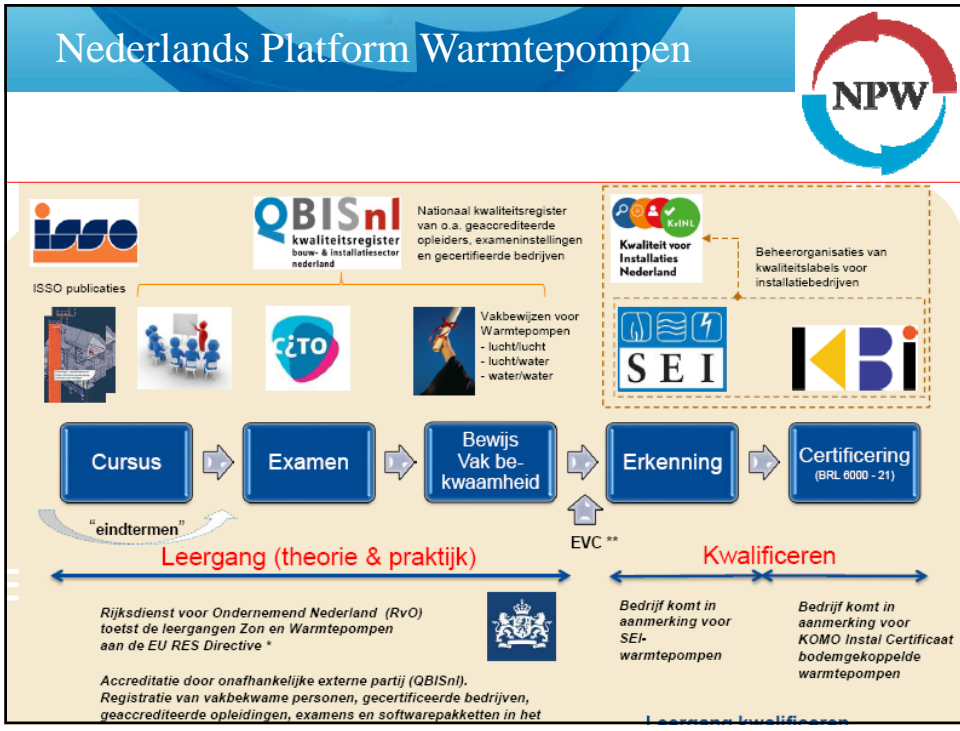 Nederlands Platform Warmtepompen
NPW
isso
QBISnl
kwaliteitsregister
bouw- & installatiesector
nederland
Nationaal kwaliteitsregister
van o.a. geaccrediteerde
opleiders, exameninstellingen
en gecertifieerde bedrijven
KvINL
Kwaliteit voor
Installaties
Nederland
Beheerorganisaties van
kwaliteitslabels voor
installatiebedrijven
ISSO publicaties
CiTO
Vakbewijzen voor
Warmtepompen
- lucht/lucht
- lucht/water
- water/water
SEI
KBi
Cursus
Examen
Bewijs
Vak be-
kwaamheid
Erkenning
Certificering
(BRL 6000 - 21)
“eindtermen”
EVC **
Leergang (theorie & praktijk)
Kwalificeren
Rijksdienst voor Ondernemend Nederland (RvO)
toetst de leergangen Zon en Warmtepompen
aan de EU RES Directive *
Bedrijf komt in
aanmerking voor
SEI-
warmtepompen
Bedrijf komt in
aanmerking voor
KOMO Instal Certificaat
bodemgekoppelde
warmtepompen
Accreditatie door onafhankelijke externe partij (QBISnl).
Registratie van vakbekwame personen, gecertificeerde bedrijven,
geaccrediteerde opleidingen, examens en softwarepakketten in het
Leergang kwalificeren